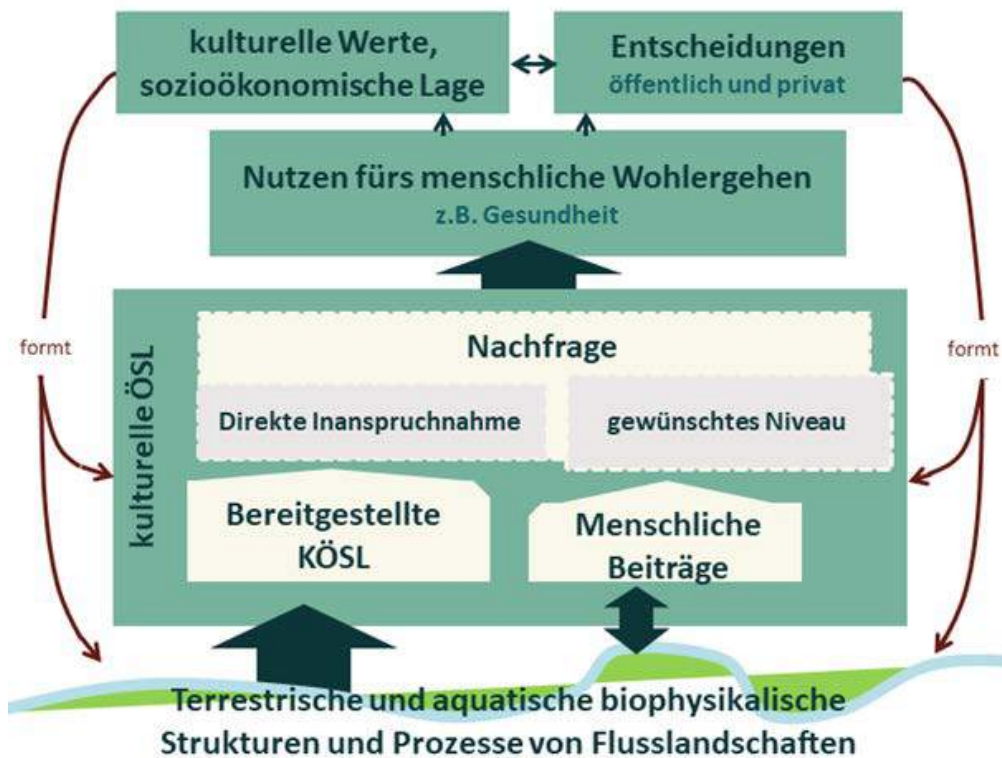 kulturelle Werte,
sozioökonomische Lage
Entscheidungen
öffentlich und privat
Nutzen fürs menschliche Wohlergehen
z.B. Gesundheit
formt
formt
kulturelle ÖSL
Nachfrage
Direkte Inanspruchnahme
gewünschtes Niveau
Bereitgestellte
KÖSL
Menschliche
Beiträge
Terrestrische und aquatische biophysikalische
Strukturen und Prozesse von Flusslandschaften